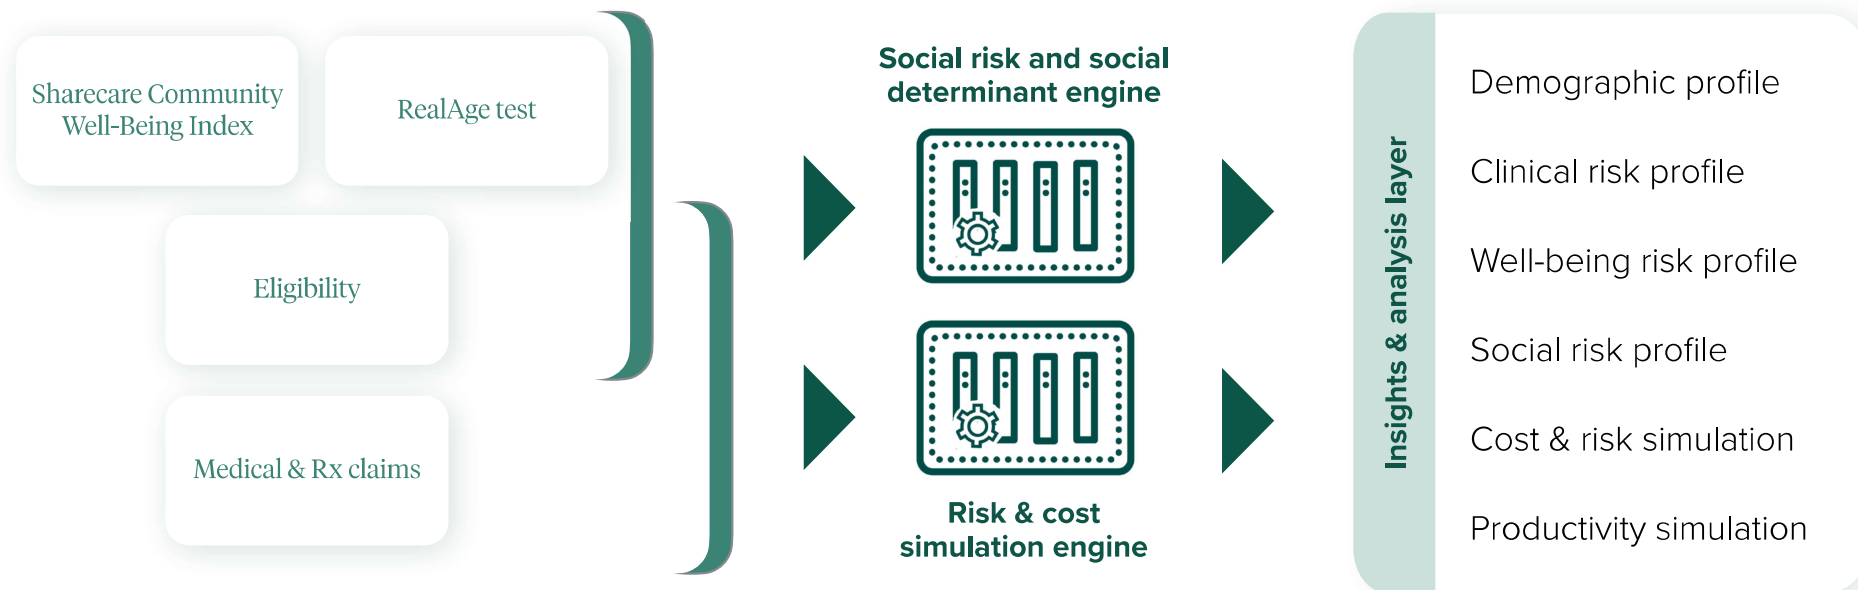 Sharecare Community
Well-Being Index
RealAge test
Eligibility
Medical & Rx claims
Social risk and social
determinant engine
Risk & cost
simulation engine
Insights & analysis layer
Demographic profile
Clinical risk profile
Well-being risk profile
Social risk profile
Cost & risk simulation
Productivity simulation